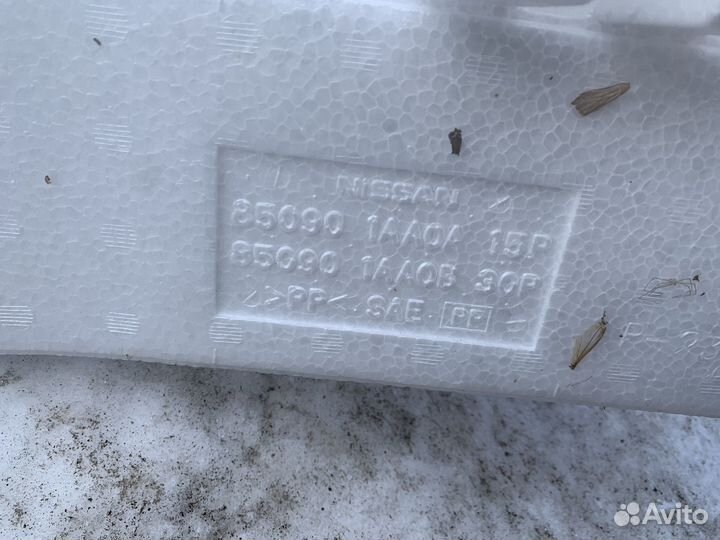 NISSAN
85090 1AA0A 15P
85090 1AA0B 30P
>PP< SAE PP
Avito